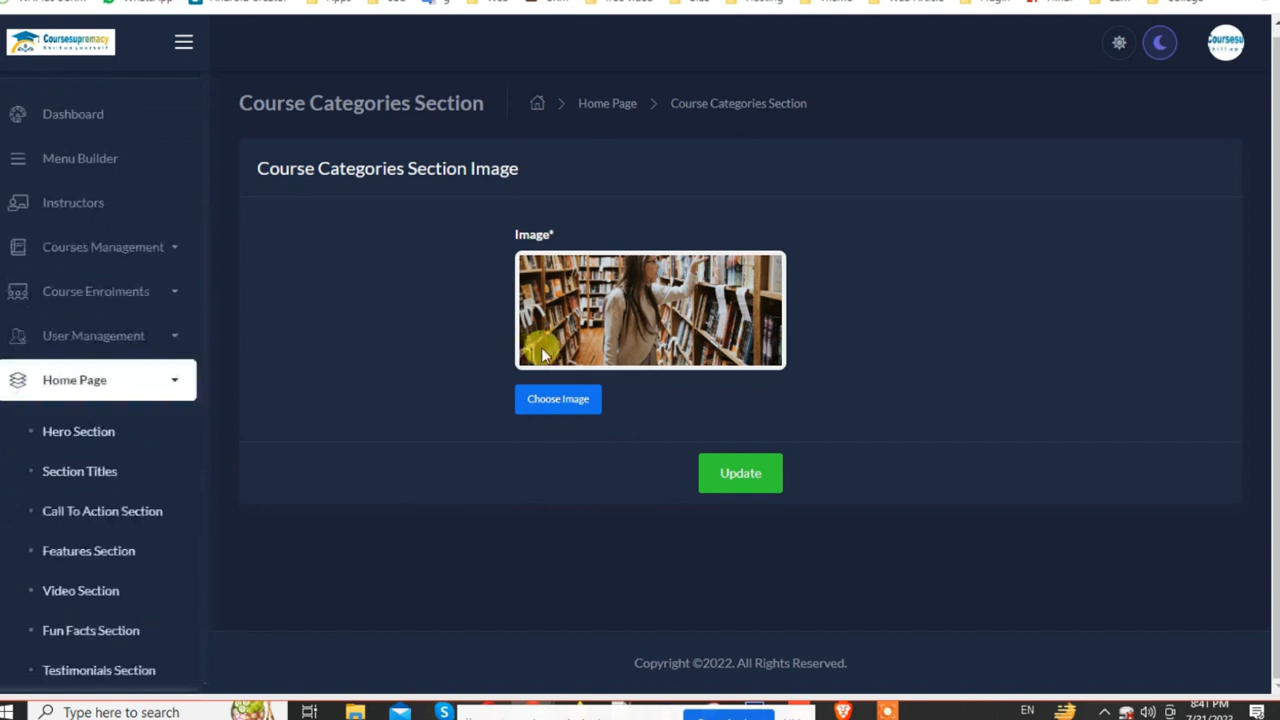 Coursesupremacy
Skill up yourself
Course Categories Section
Home Page
Course Categories Section
Dashboard
Menu Builder
Instructors
Courses Management
Course Enrolments
User Management
Home Page
Hero Section
Section Titles
Call To Action Section
Features Section
Video Section
Fun Facts Section
Testimonials Section
Course Categories Section Image
Image*
Choose Image
Update
Copyright ©2022. All Rights Reserved.
Type here to search
EN
8:41 PM